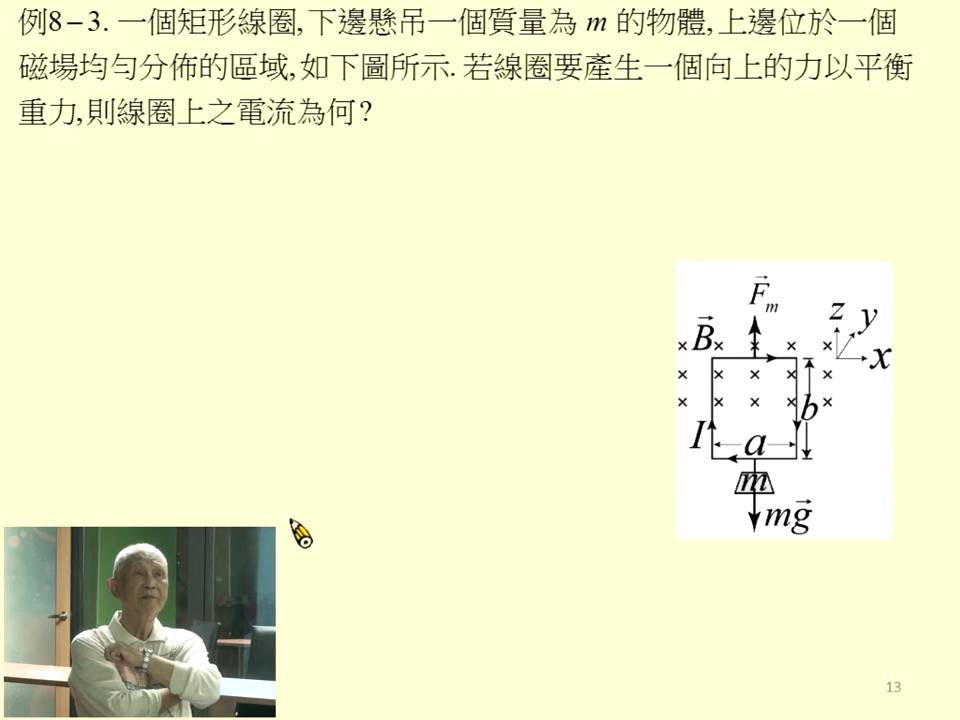 例8－3. 一個矩形線圈, 下邊懸吊一個質量為 m 的物體, 上邊位於一個
磁場均勻分佈的區域, 如下圖所示. 若線圈要產生一個向上的力以平衡
重力, 則線圈上之電流為何?
F⃗m
z y
B⃗
x
b
I a
m
mg⃗
13